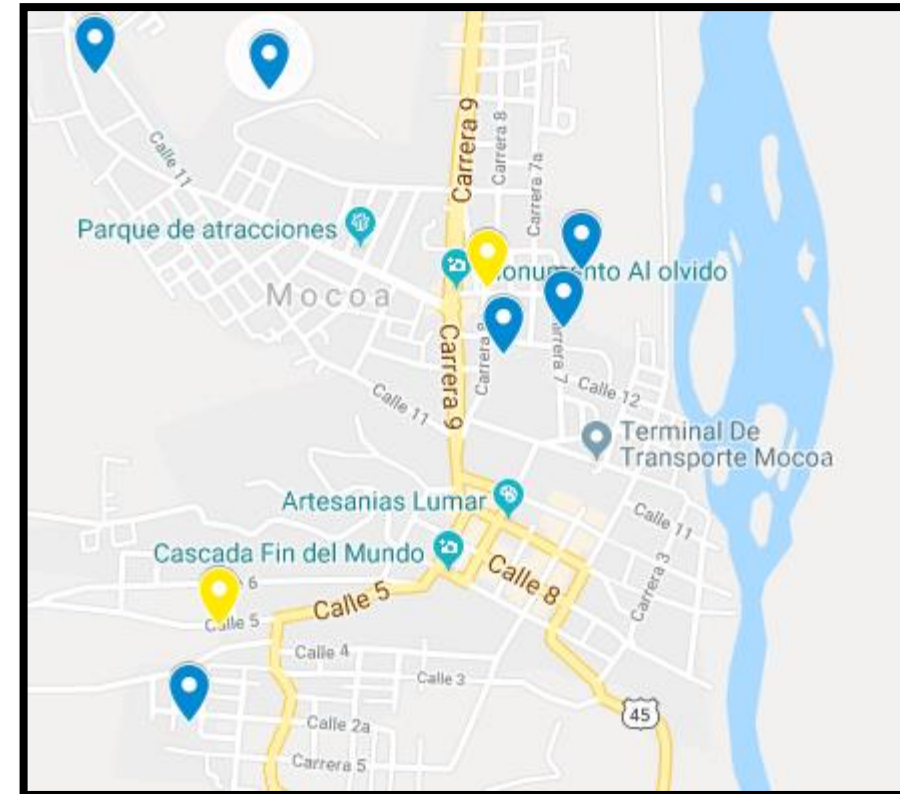 Carrera 9
Carrera 8
Calle 11
Carrera 7a
Parque de atracciones
Monumento Al olvido
Mocoa
Carrera 9
Carrera 8
Carrera 7
Calle 12
Calle 11
Terminal De
Transporte Mocoa
Artesanias Lumar
Calle 11
Cascada Fin del Mundo
Calle 8
Carrera 3
6
Calle 5
Calle 5
Calle 4
Calle 3
45
Calle 2a
Carrera 5